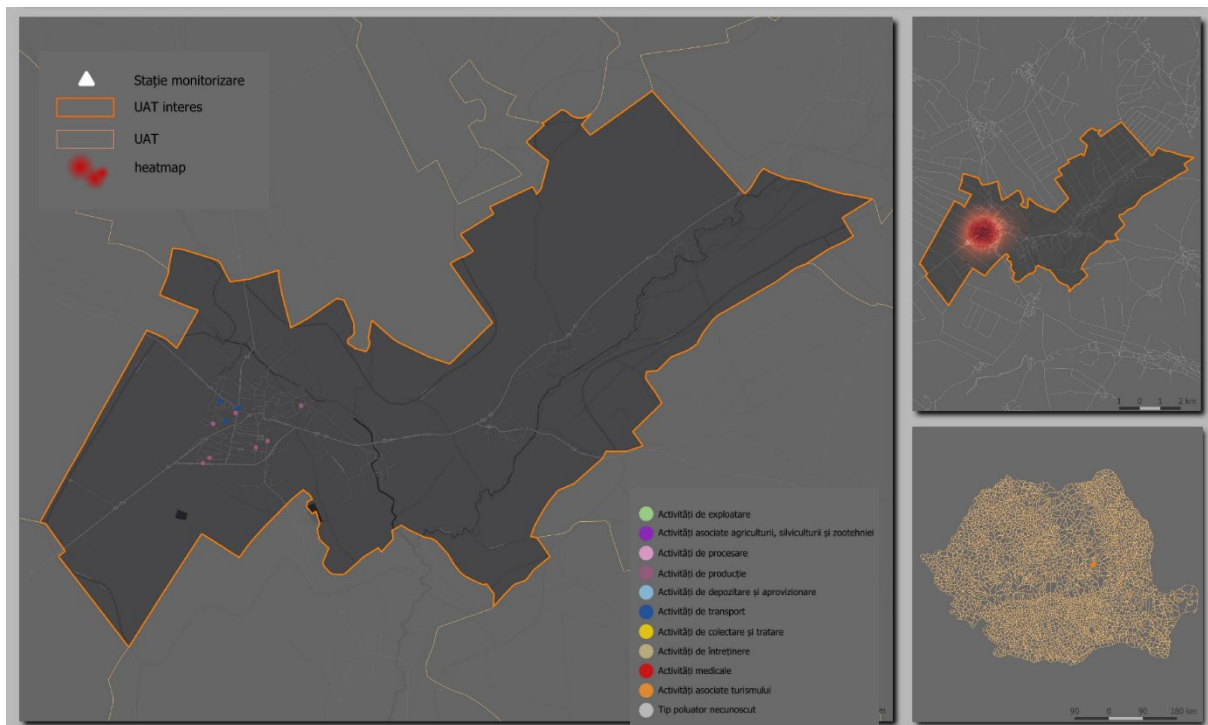 Stație monitorizare
UAT interes
UAT
heatmap
Activități de exploatare
Activități asociate agriculturii, silviculturii și zootehniei
Activități de procesare
Activități de producție
Activități de depozitare și aprovizionare
Activități de transport
Activități de colectare și tratare
Activități de întreținere
Activități medicale
Activități asociate turismului
Tip poluator necunoscut
1 0 1 2 km
90 0 90 180 km